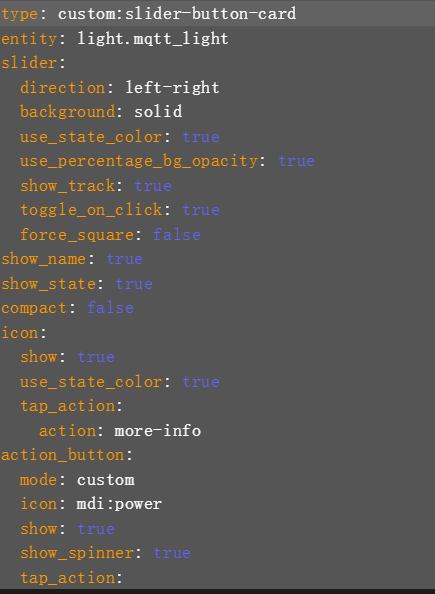 type: custom:slider-button-card
entity: light.mqtt_light
slider:
  direction: left-right
  background: solid
  use_state_color: true
  use_percentage_bg_opacity: true
  show_track: true
  toggle_on_click: true
  force_square: false
show_name: true
show_state: true
compact: false
icon:
  show: true
  use_state_color: true
  tap_action:
    action: more-info
action_button:
  mode: custom
  icon: mdi:power
  show: true
  show_spinner: true
  tap_action: